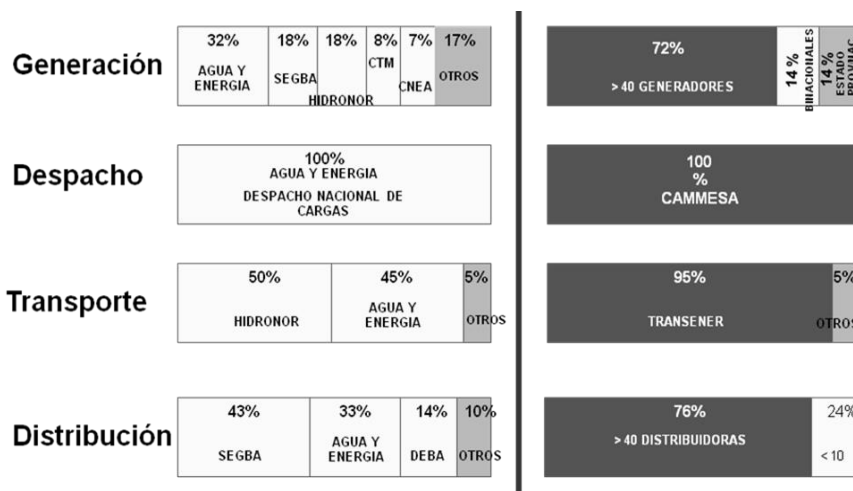 Generación
32%
AGUA Y
ENERGIA
18%
SEGBA
18%
HIDRONOR
8%
CTM
7%
CNEA
17%
OTROS
72%
> 40 GENERADORES
14 %
BINACIONALES
14 %
ESTADO
Despacho
100%
AGUA Y ENERGIA
DESPACHO NACIONAL DE
CARGAS
100
%
CAMMESA
Transporte
50%
HIDRONOR
45%
AGUA Y
ENERGIA
5%
OTROS
95%
TRANSENER
5%
OTROS
Distribución
43%
SEGBA
33%
AGUA Y
ENERGIA
14%
DEBA
10%
OTROS
76%
> 40 DISTRIBUIDORAS
24%
< 10